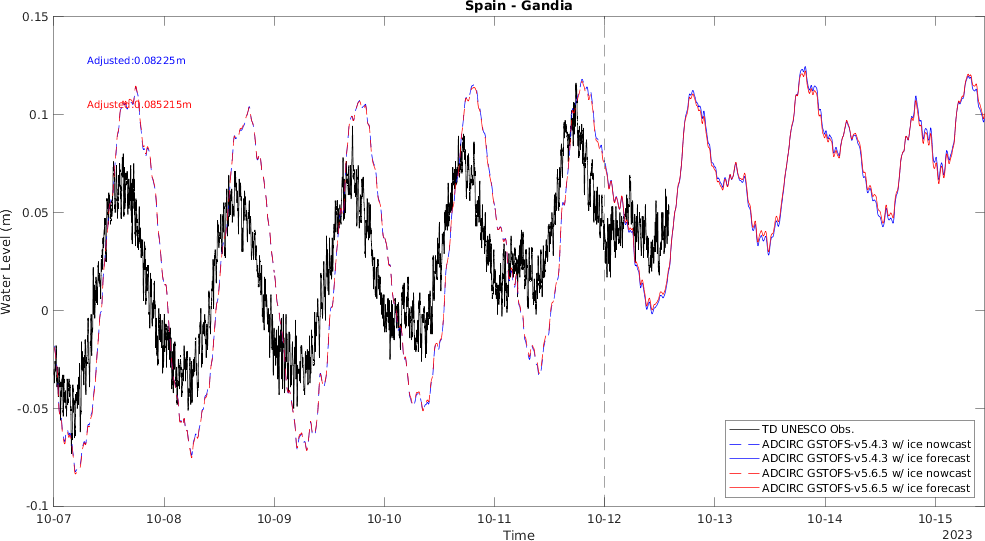 Spain - Gandia
0.15
0.1
0.05
0
-0.05
-0.1
Water Level (m)
Adjusted:0.08225m
Adjusted:0.085215m
TD UNESCO Obs.
ADCIRC GSTOFS-v5.4.3 w/ ice nowcast
ADCIRC GSTOFS-v5.4.3 w/ ice forecast
ADCIRC GSTOFS-v5.6.5 w/ ice nowcast
ADCIRC GSTOFS-v5.6.5 w/ ice forecast
10-07 10-08 10-09 10-10 10-11 10-12 10-13 10-14 10-15
Time
2023